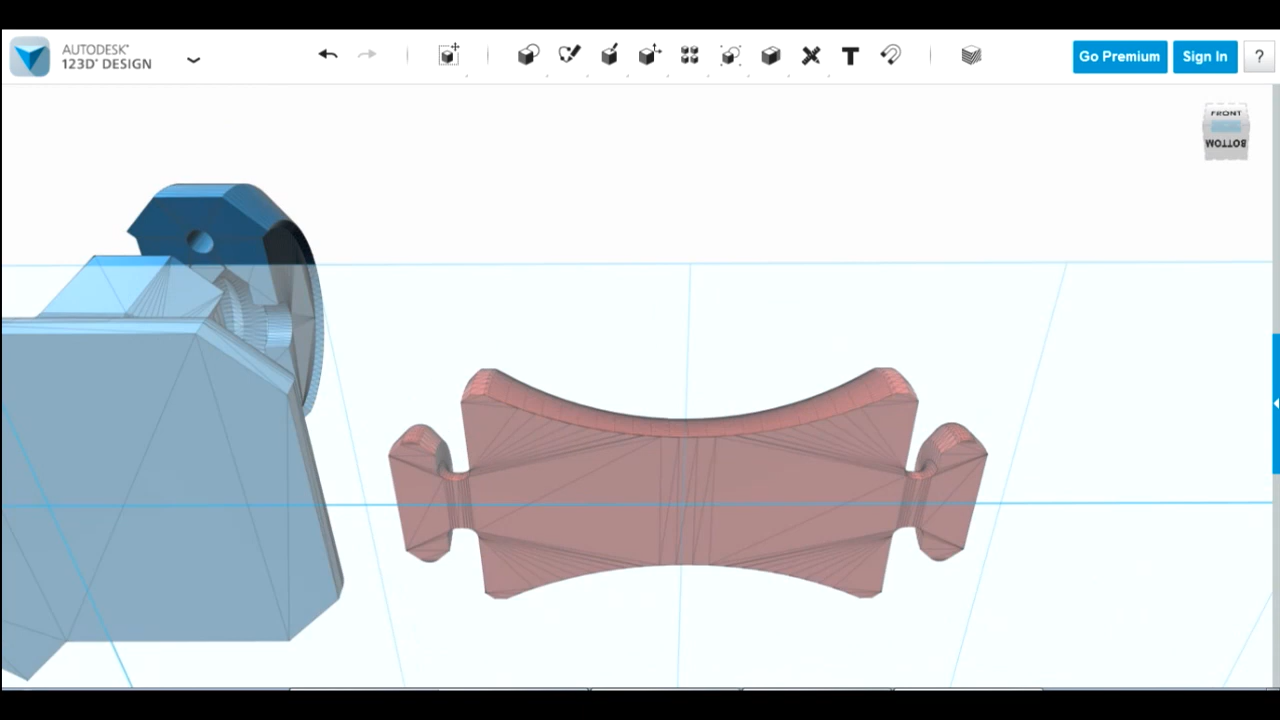 AUTODESK®
123D® DESIGN
T
Go Premium
Sign In
?
FRONT
BOTTOM